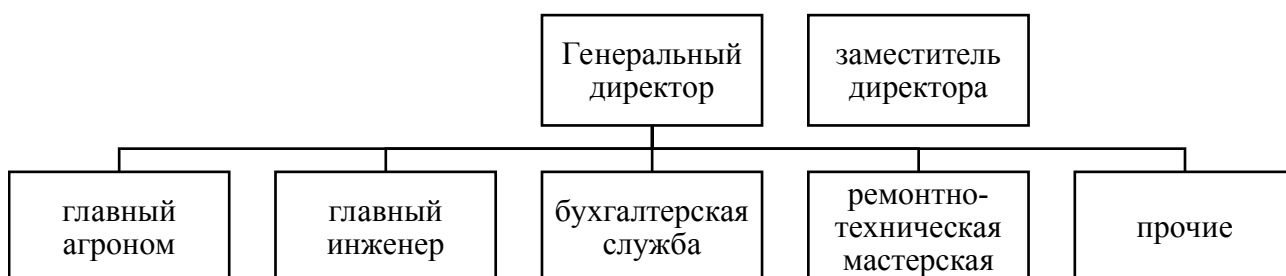 Генеральный
директор
заместитель
директора
главный
агроном
главный
инженер
бухгалтерская
служба
ремонтно-
техническая
мастерская
прочие